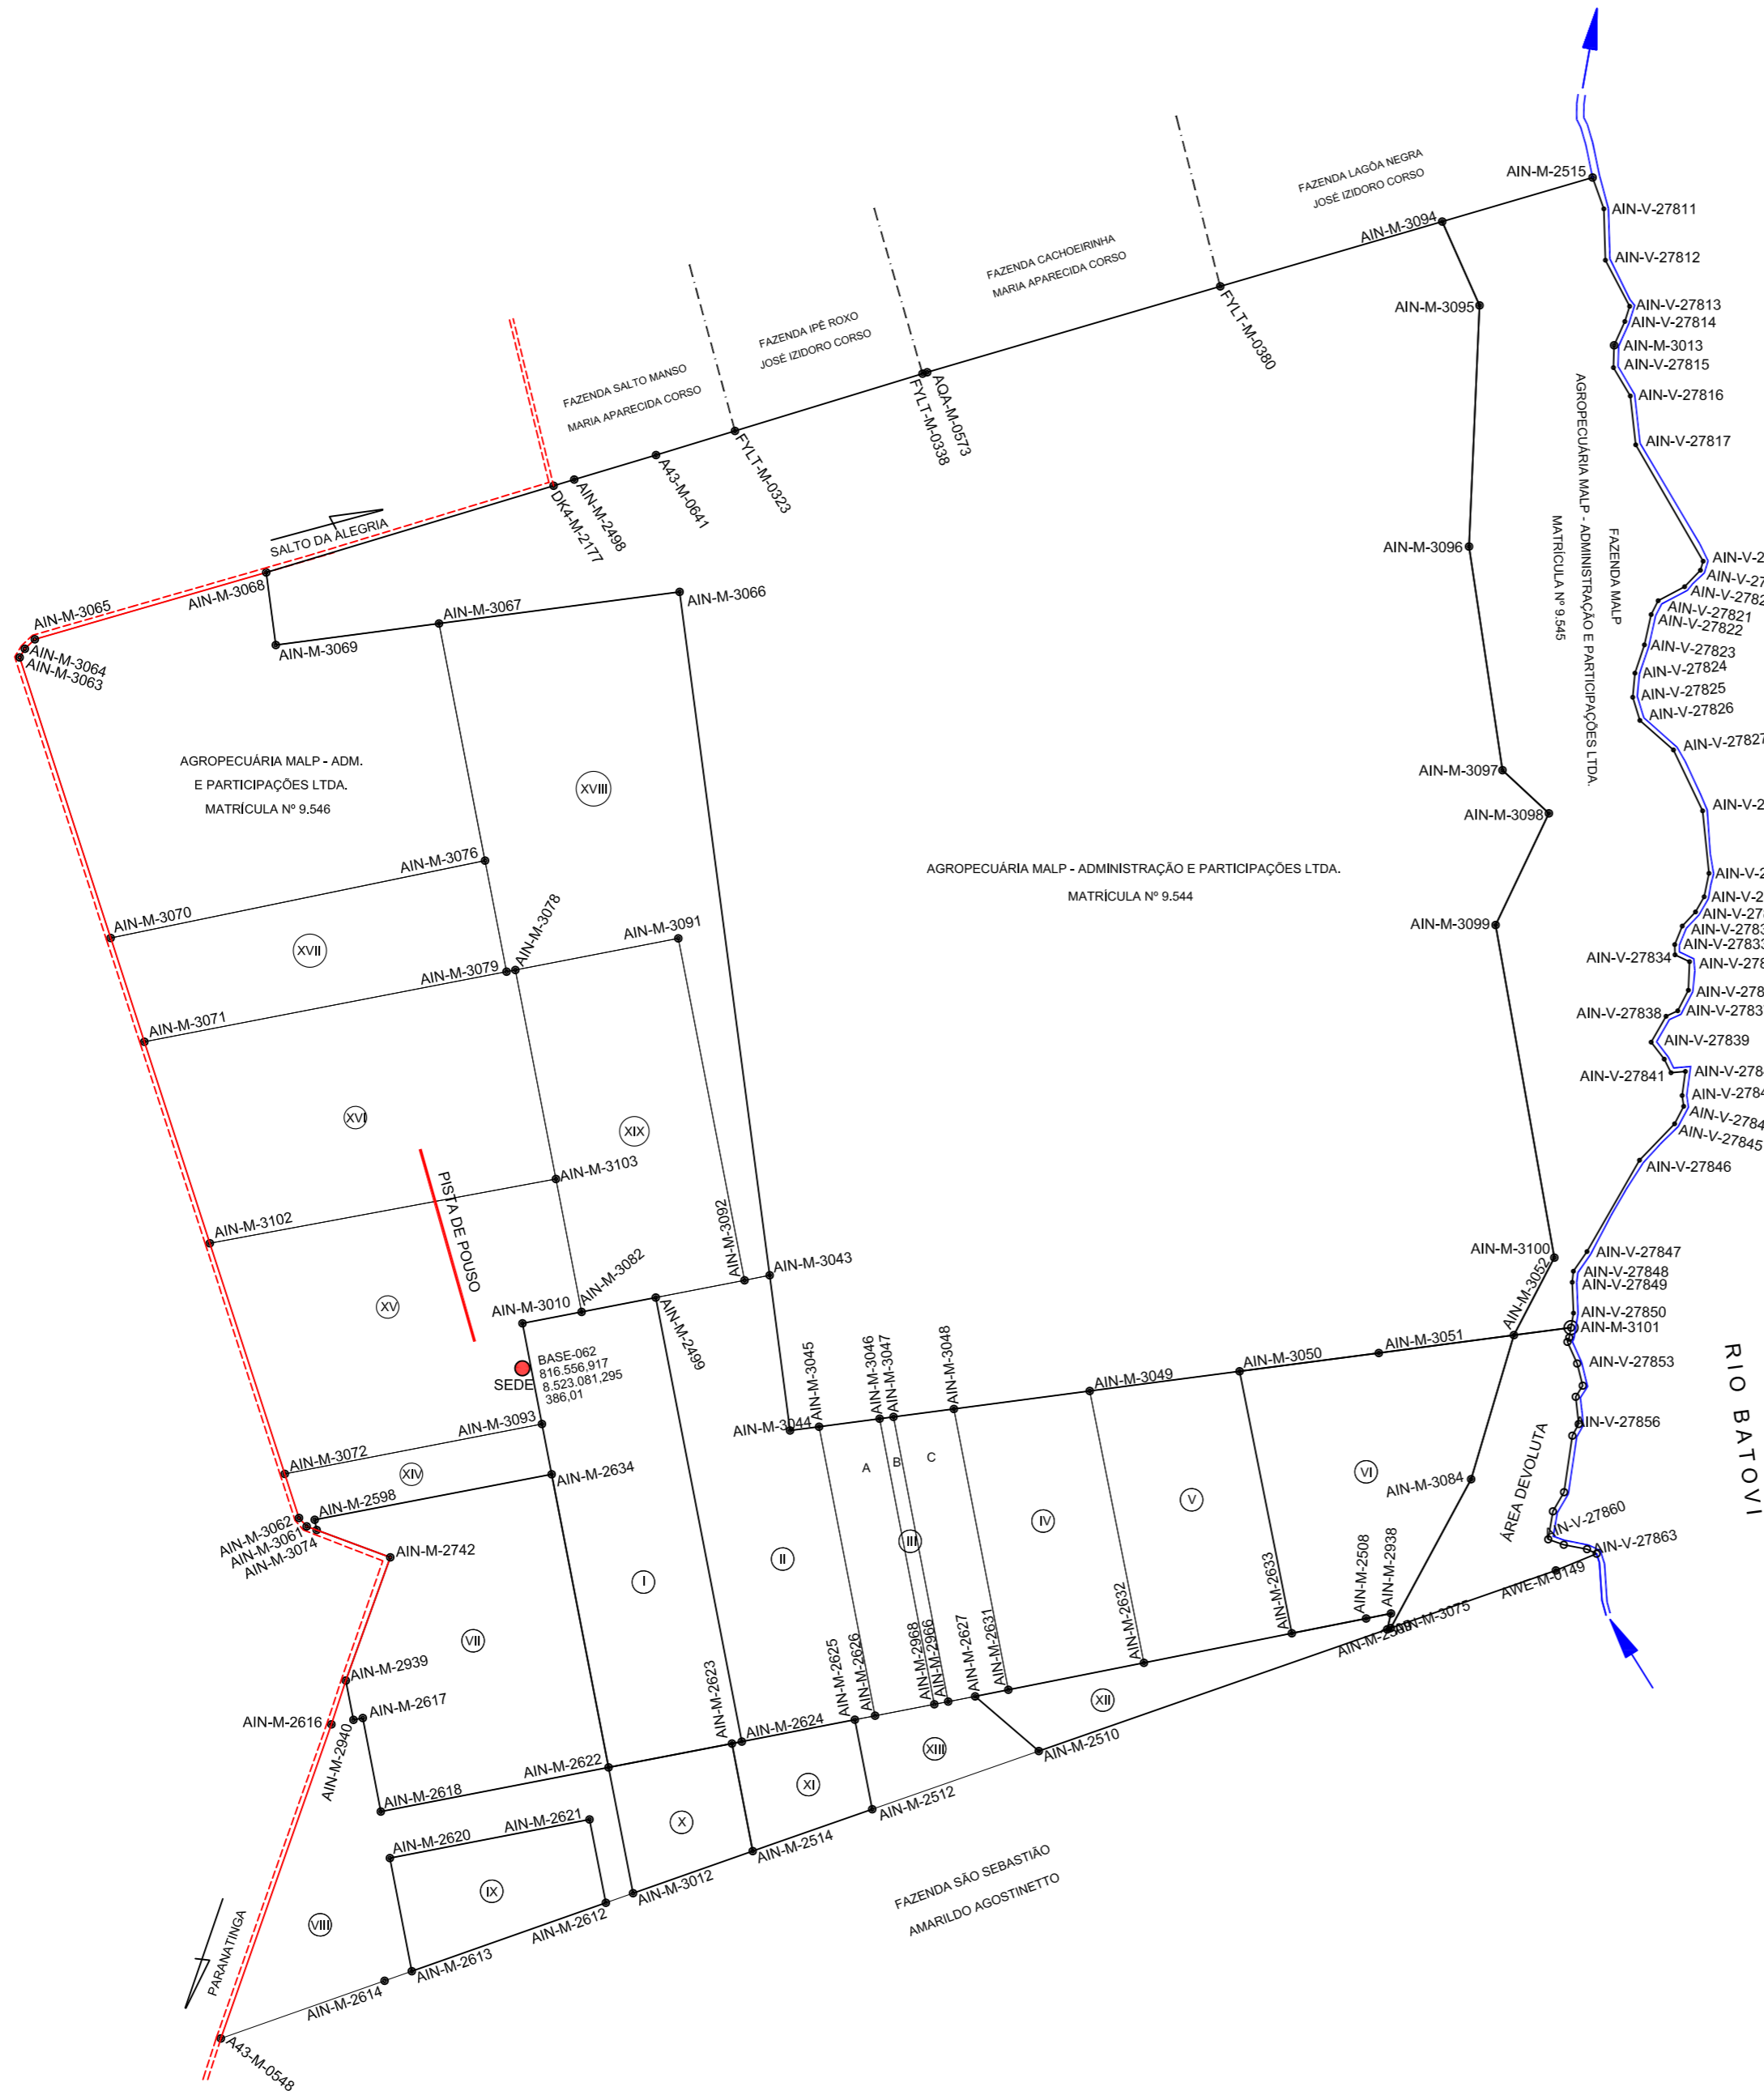 AIN-M-2515
AIN-V-27811
AIN-V-27812
AIN-V-27813
AIN-V-27814
AIN-M-3013
AIN-V-27815
AIN-V-27816
AIN-V-27817
FAZENDA LAGÔA NEGRA
JOSÉ IZIDORO CORSO
AIN-M-3094
AIN-M-3095
FAZENDA CACHOEIRINHA
MARIA APARECIDA CORSO
FYLT-M-0380
FAZENDA IPÊ ROXO
JOSÉ IZIDORO CORSO
AQA-M-0573
FYLT-M-0338
FAZENDA SALTO MANSO
MARIA APARECIDA CORSO
FYLT-M-0323
A43-M-0641
AIN-M-2498
DK4-M-2177
SALTO DA ALEGRIA
AIN-M-3068
AIN-M-3065
AIN-M-3064
AIN-M-3063
AIN-M-3069
AIN-M-3067
AIN-M-3066
AIN-M-3096
FAZENDA MALP
AGROPECUÁRIA MALP - ADMINISTRAÇÃO E PARTICIPAÇÕES LTDA.
MATRÍCULA Nº 9.545
AIN-V-27821
AIN-V-27822
AIN-V-27823
AIN-V-27824
AIN-V-27825
AIN-V-27826
AIN-V-27827
AGROPECUÁRIA MALP - ADM.
E PARTICIPAÇÕES LTDA.
MATRÍCULA Nº 9.546
XVIII
AIN-M-3097
AIN-M-3098
AGROPECUÁRIA MALP - ADMINISTRAÇÃO E PARTICIPAÇÕES LTDA.
MATRÍCULA Nº 9.544
AIN-M-3076
AIN-M-3070
XVII
AIN-M-3078
AIN-M-3079
AIN-M-3091
AIN-M-3099
AIN-V-27833
AIN-V-27834
AIN-V-27838
AIN-V-27839
AIN-V-27841
AIN-V-27845
AIN-V-27846
AIN-M-3071
XVI
XIX
AIN-M-3103
AIN-M-3102
PISTA DE POUSO
AIN-M-3092
AIN-M-3043
AIN-M-3082
AIN-M-3010
AIN-M-2499
XV
AIN-M-3100
AIN-M-3052
AIN-V-27847
AIN-V-27848
AIN-V-27849
AIN-V-27850
AIN-M-3101
AIN-V-27853
AIN-V-27856
RIO BATOVI
BASE-062
816.556,917
8.523.081,295
386,01
SEDE
AIN-M-3045
AIN-M-3046
AIN-M-3047
AIN-M-3048
AIN-M-3049
AIN-M-3050
AIN-M-3051
AIN-M-3044
AIN-M-3093
AIN-M-3072
XIV
AIN-M-2634
AIN-M-2598
AIN-M-3062
AIN-M-3061
AIN-M-3074
AIN-M-2742
A
B
C
I
II
III
IV
V
VI
AIN-M-3084
ÁREA DEVOLUTA
AIN-V-27860
AIN-V-27863
AWE-M-0149
AIN-M-3075
AIN-M-2938
AIN-M-2508
AIN-M-2633
AIN-M-2632
AIN-M-2631
AIN-M-2627
AIN-M-2966
AIN-M-2968
AIN-M-2626
AIN-M-2625
AIN-M-2624
AIN-M-2623
VII
AIN-M-2939
AIN-M-2617
AIN-M-2616
AIN-M-2940
AIN-M-2618
AIN-M-2622
XII
XIII
XI
X
AIN-M-2510
AIN-M-2512
AIN-M-2514
AIN-M-2621
AIN-M-2620
IX
VIII
AIN-M-3012
AIN-M-2612
AIN-M-2613
AIN-M-2614
FAZENDA SÃO SEBASTIÃO
AMARILDO AGOSTINETTO
PARANATINGA
A43-M-0548